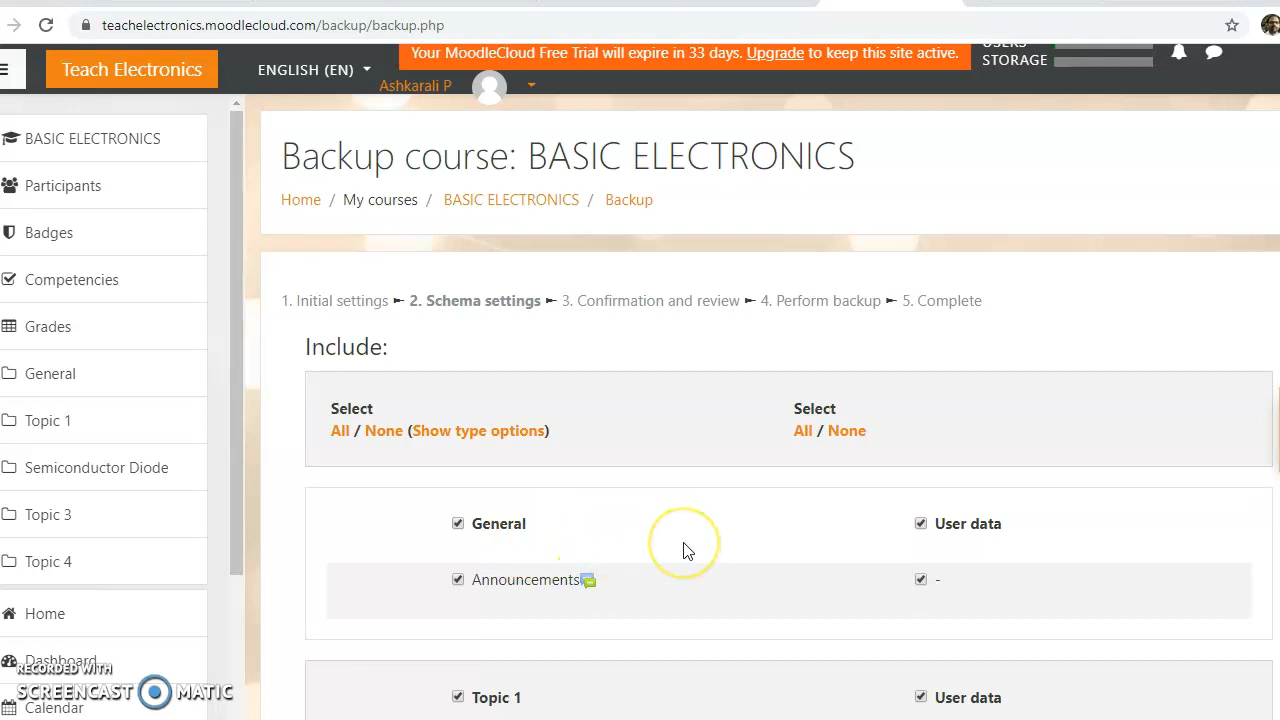 teachelectronics.moodlecloud.com/backup/backup.php
Your MoodleCloud Free Trial will expire in 33 days. Upgrade to keep this site active.
USERS
STORAGE
Teach Electronics
ENGLISH (EN)
Ashkarali P
BASIC ELECTRONICS
Participants
Badges
Competencies
Grades
General
Topic 1
Semiconductor Diode
Topic 3
Topic 4
Home
Dashboard
Calendar
Backup course: BASIC ELECTRONICS
Home / My courses / BASIC ELECTRONICS / Backup
1. Initial settings ► 2. Schema settings ► 3. Confirmation and review ► 4. Perform backup ► 5. Complete
Include:
Select Select
All / None (Show type options) All / None
General User data
Announcements -
Topic 1 User data
RECORDED WITH
SCREENCAST MATIC